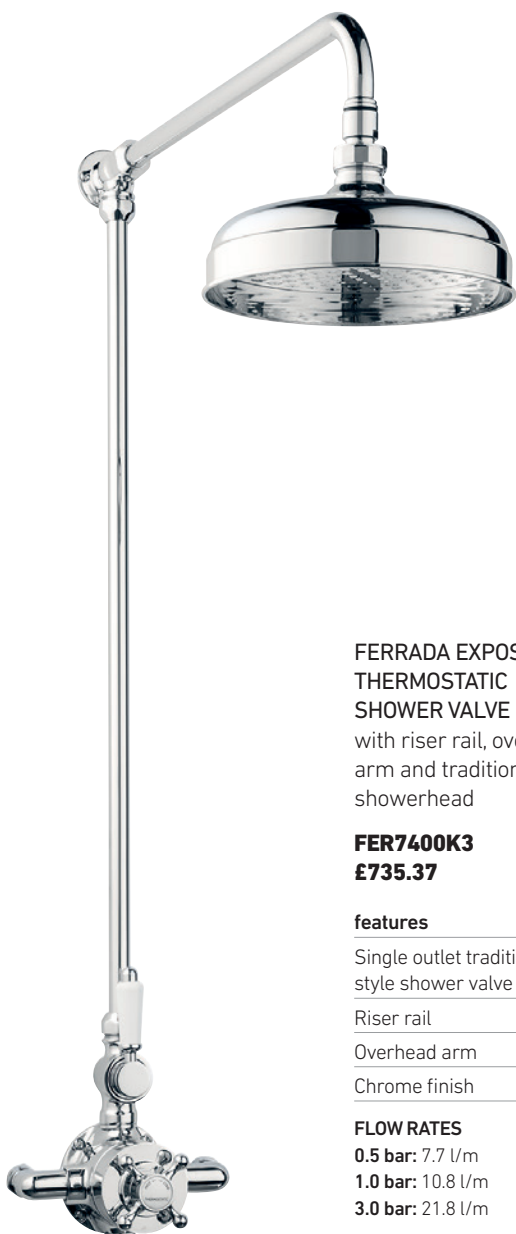 FERRADA EXPOS
THERMOSTATIC
SHOWER VALVE
with riser rail, ov
arm and tradition
showerhead
FER7400K3
£735.37
features
Single outlet traditi
style shower valve
Riser rail
Overhead arm
Chrome finish
FLOW RATES
0.5 bar: 7.7 l/m
1.0 bar: 10.8 l/m
3.0 bar: 21.8 l/m